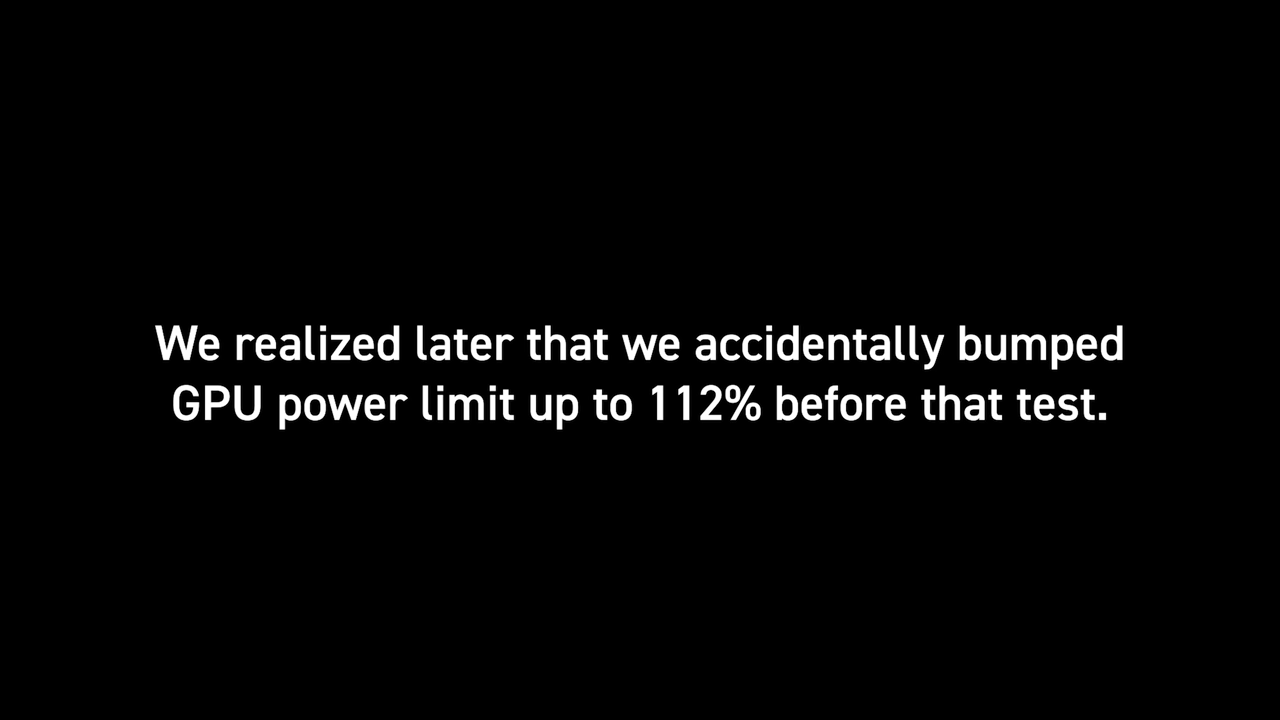 We realized later that we accidentally bumped
GPU power limit up to 112% before that test.